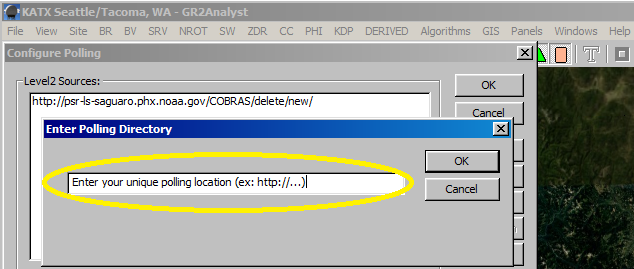 KATX Seattle/Tacoma, WA - GR2Analyst
File View Site BR BV SRV NROT SW ZDR CC PHI KDP DERIVED Algorithms GIS Panels Windows H
Configure Polling
T
Level2 Sources:
OK
http://psr-ls-saguaro.phx.noaa.gov/COBRAS/delete/new/
Cancel
Enter Polling Directory
OK
Enter your unique polling location (ex: http://...)
Cancel